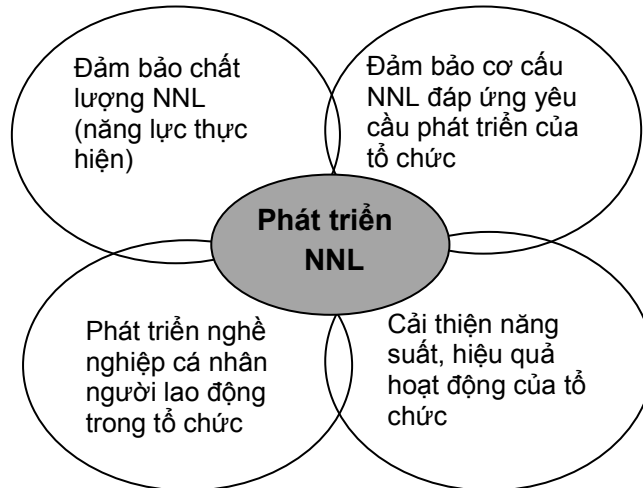 Đảm bảo chất
lượng NNL
(năng lực thực
hiện)
Đảm bảo cơ cấu
NNL đáp ứng yêu
cầu phát triển của
tổ chức
Phát triển
NNL
Phát triển nghề
nghiệp cá nhân
người lao động
trong tổ chức
Cải thiện năng
suất, hiệu quả
hoạt động của tổ
chức